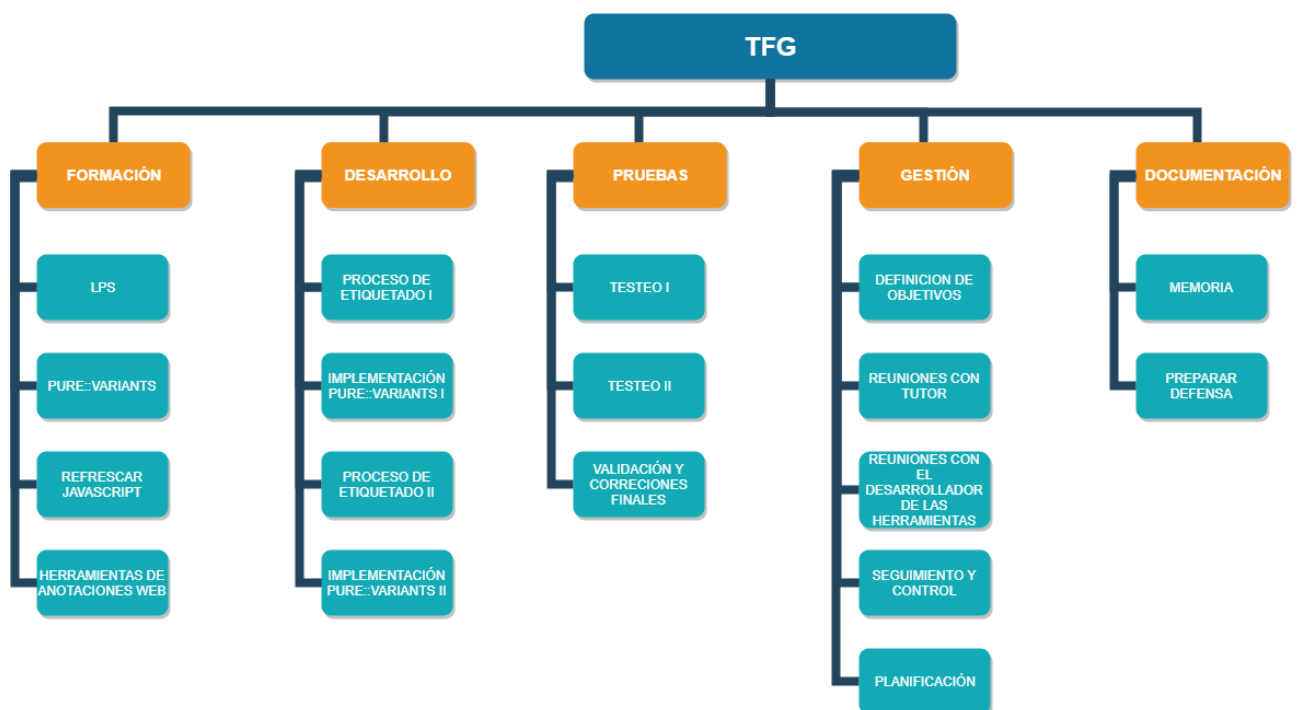 TFG
FORMACIÓN
LPS
PURE::VARIANTS
REFRESCAR
JAVASCRIPT
HERRAMIENTAS DE
ANOTACIONES WEB
DESARROLLO
PROCESO DE
ETIQUETADO I
IMPLEMENTACIÓN
PURE::VARIANTS I
PROCESO DE
ETIQUETADO II
IMPLEMENTACIÓN
PURE::VARIANTS II
PRUEBAS
TESTEO I
TESTEO II
VALIDACIÓN Y
CORRECIONES
FINALES
GESTIÓN
DEFINICION DE
OBJETIVOS
REUNIONES CON
TUTOR
REUNIONES CON
EL
DESARROLLADOR
DE LAS
HERRAMIENTAS
SEGUIMIENTO Y
CONTROL
PLANIFICACIÓN
DOCUMENTACIÓN
MEMORIA
PREPARAR
DEFENSA